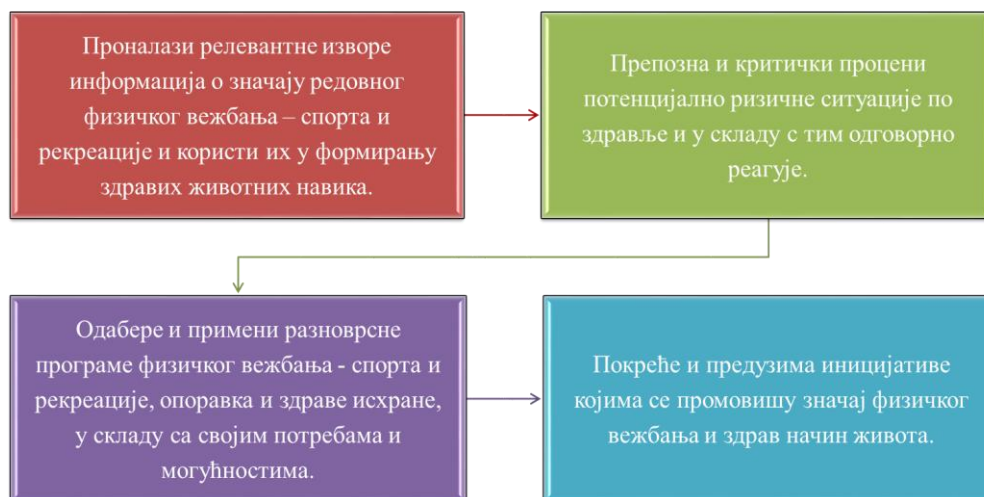 Проналази релевантне изворе
информација о значају редовног
физичког вежбања – спорта и
рекреације и користи их у формирању
здравих животних навика.
Препозна и критички процени
потенцијално ризичне ситуације по
здравље и у складу с тим одговорно
реагује.
Одабере и примени разноврсне
програме физичког вежбања - спорта и
рекреације, опоравка и здраве исхране,
у складу са својим потребама и
могућностима.
Покреће и предузима иницијативе
којима се промовишу значај физичког
вежбања и здрав начин живота.